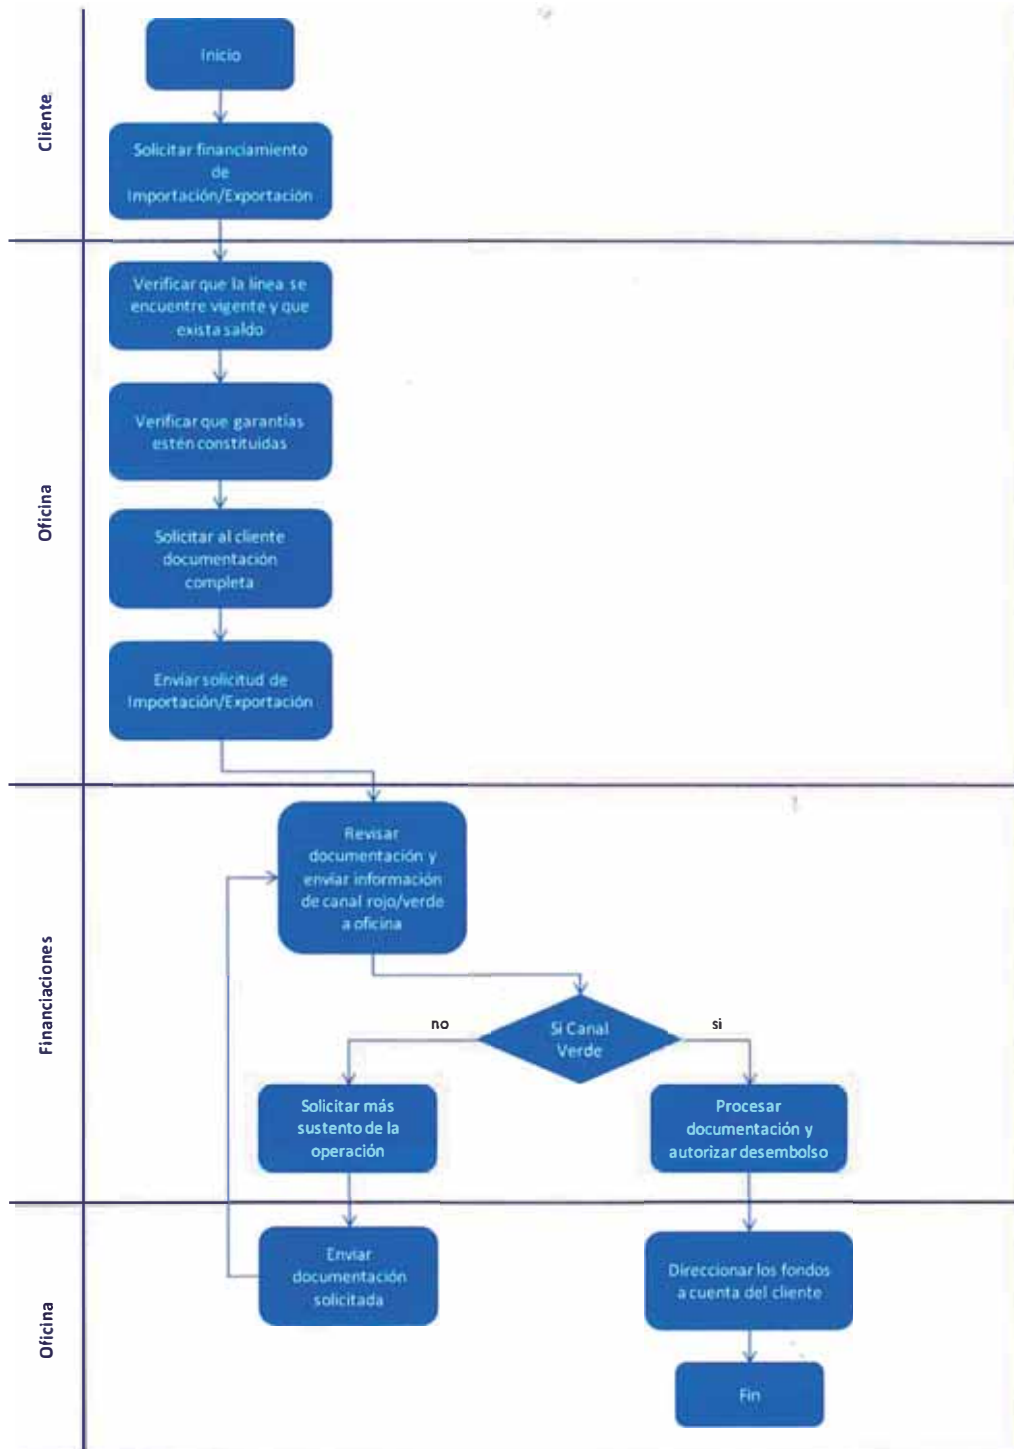 Cliente
Inicio
Solicitar financiamiento
de
Importación/Exportación
Oficina
Verificar que la línea se
encuentre vigente y que
exista saldo
Verificar que garantías
estén constituidas
Solicitar al cliente
documentación
completa
Enviar solicitud de
Importación/Exportación
Financiaciones
Revisar
documentación y
enviar información
de canal rojo/verde
a oficina
Si Canal
Verde
no
si
Solicitar más
sustento de la
operación
Procesar
documentación y
autorizar desembolso
Oficina
Enviar
documentación
solicitada
Direccionar los fondos
a cuenta del cliente
Fin